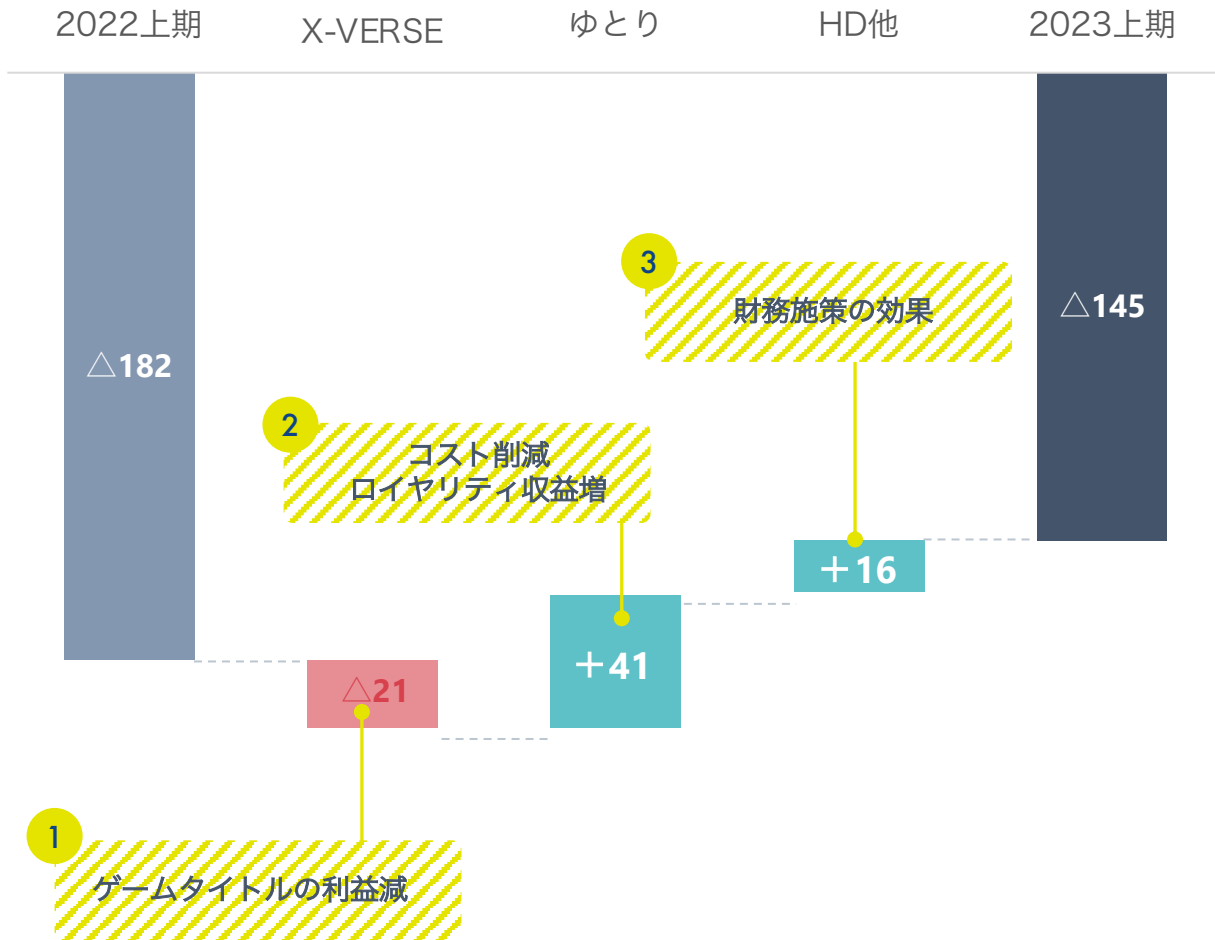 2022上期
X-VERSE
ゆとり
HD他
2023上期
3
財務施策の効果
△145
△182
2
コスト削減
ロイヤリティ収益増
＋16
＋41
△21
1
ゲームタイトルの利益減